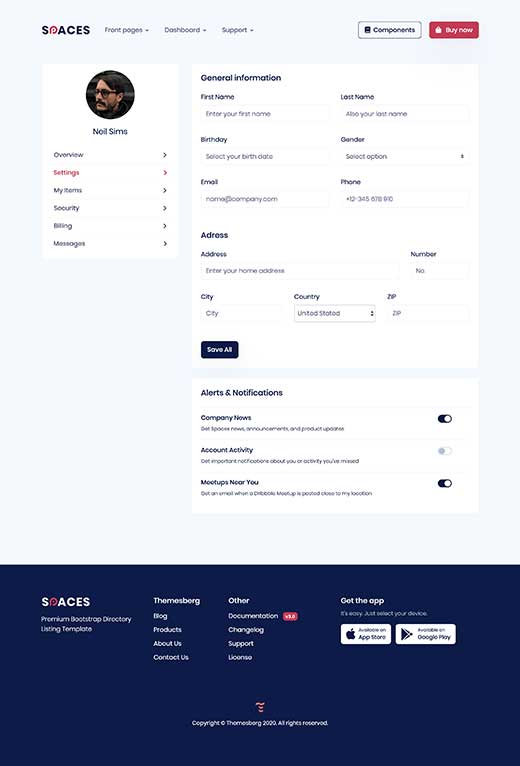 SPACES
Front pages
Dashboard
Support
Components
Buy now
Neil Sims
Overview
Settings
My Items
Security
Billing
Messages
General information
First Name
Last Name
Enter your first name
Also your last name
Birthday
Gender
Select your birth date
Select option
Email
Phone
name@company.com
+12-345 678 910
Adress
Address
Number
Enter your home address
No.
City
Country
ZIP
City
United Stated
ZIP
Save All
Alerts & Notifications
Company News
Get Spaces news, announcements, and product updates
Account Activity
Get important notifications about you or activity you've missed
Meetups Near You
Get an email when a Dribbble Meetup is posted close to my location
SPACES
Premium Bootstrap Directory
Listing Template
Themesberg
Blog
Products
About Us
Contact Us
Other
Documentation v3.0
Changelog
Support
License
Get the app
It's easy. Just select your device.
Available on
App Store
Available on
Google Play
Copyright © Themesberg 2020. All rights reserved.